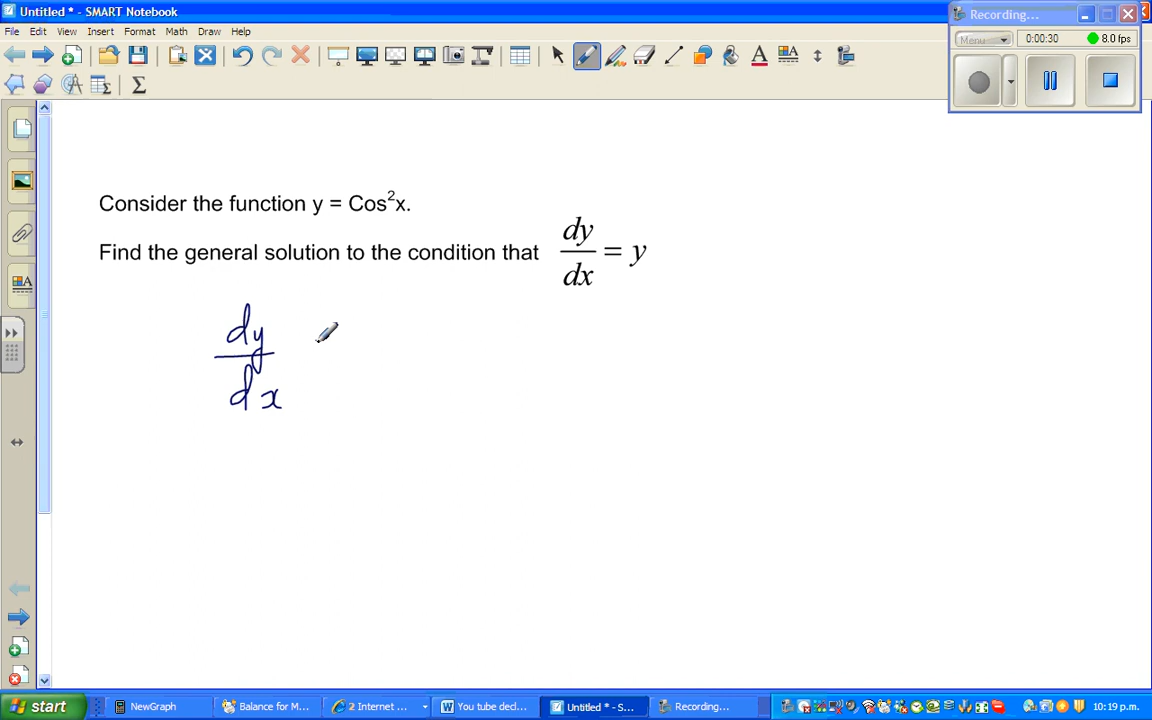 Untitled * - SMART Notebook
Recording...
File Edit View Insert Format Math Draw Help
Menu 0:00:30 8.0 fps
Consider the function y = Cos²x.
Find the general solution to the condition that dy/dx = y
dy
dx
start NewGraph Balance for M... 2 Internet ... You tube decl... Untitled * - S... Recording... 10:19 p.m.